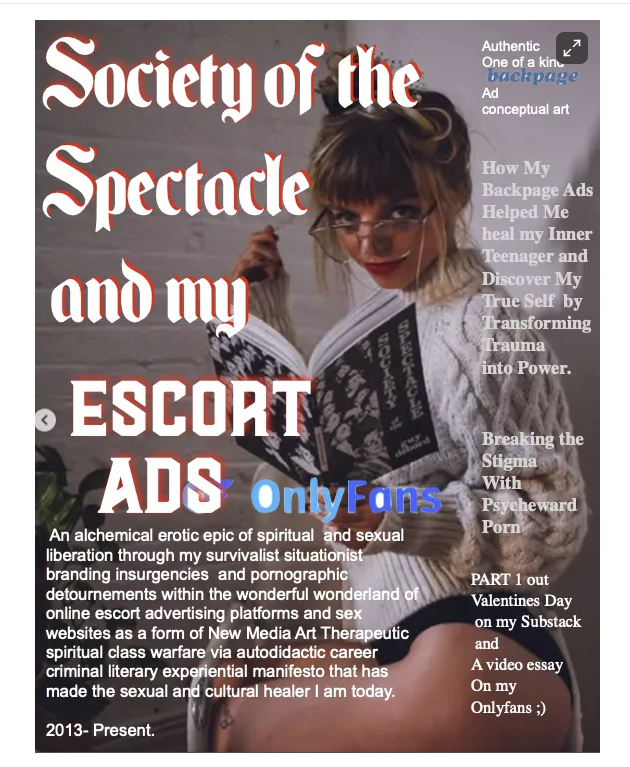 Society of the
Spectacle
and my
ESCORT
ADS
OnlyFans
An alchemical erotic epic of spiritual and sexual
liberation through my survivalist situationist
branding insurgencies and pornographic
detournements within the wonderful wonderland of
online escort advertising platforms and sex
websites as a form of New Media Art Therapeutic
spiritual class warfare via autodidactic career
criminal literary experiential manifesto that has
made the sexual and cultural healer I am today.
2013- Present.
Authentic
One of a kind
backpage
Ad
conceptual art
How My
Backpage Ads
Helped Me
heal my Inner
Teenager and
Discover My
True Self by
Transforming
Trauma
into Power.
Breaking the
Stigma
With
Psycheward
Porn
PART 1 out
Valentines Day
on my Substack
and
A video essay
On my
Onlyfans ;)
SOCIETY
of the
SPECTACLE
guy
debord